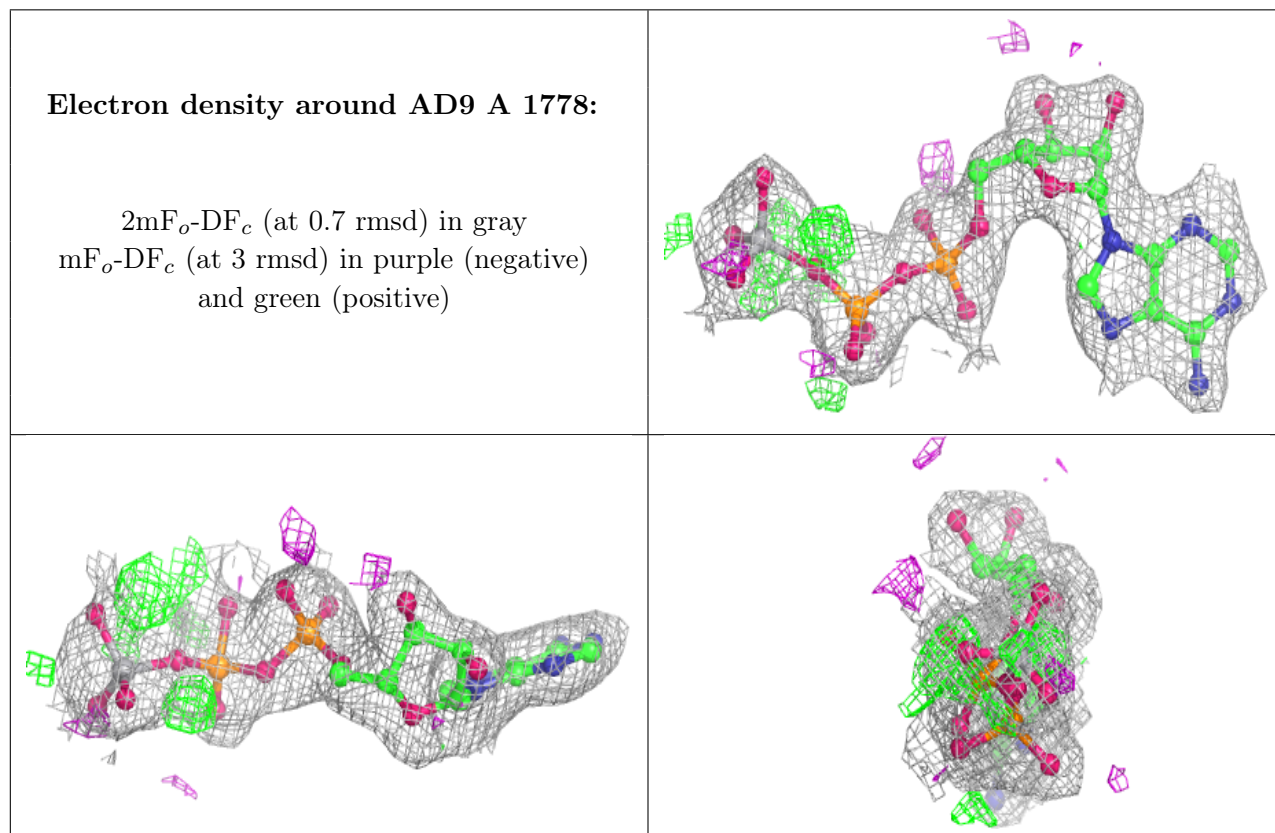 Electron density around AD9 A 1778:
2mFₒ-DF𝒸 (at 0.7 rmsd) in gray
mFₒ-DF𝒸 (at 3 rmsd) in purple (negative)
and green (positive)